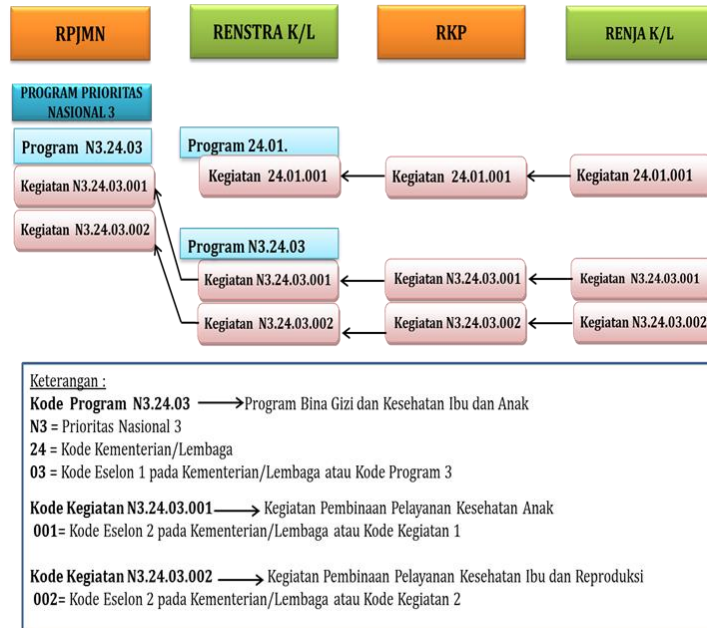 RPJMN
RENSTRA K/L
RKP
RENJA K/L
PROGRAM PRIORITAS
NASIONAL 3
Program N3.24.03
Kegiatan N3.24.03.001
Kegiatan N3.24.03.002
Program 24.01.
Kegiatan 24.01.001
Kegiatan 24.01.001
Kegiatan 24.01.001
Program N3.24.03
Kegiatan N3.24.03.001
Kegiatan N3.24.03.001
Kegiatan N3.24.03.001
Kegiatan N3.24.03.002
Kegiatan N3.24.03.002
Kegiatan N3.24.03.002
Keterangan :
Kode Program N3.24.03 Program Bina Gizi dan Kesehatan Ibu dan Anak
N3 = Prioritas Nasional 3
24 = Kode Kementerian/Lembaga
03 = Kode Eselon 1 pada Kementerian/Lembaga atau Kode Program 3
Kode Kegiatan N3.24.03.001 Kegiatan Pembinaan Pelayanan Kesehatan Anak
001= Kode Eselon 2 pada Kementerian/Lembaga atau Kode Kegiatan 1
Kode Kegiatan N3.24.03.002 Kegiatan Pembinaan Pelayanan Kesehatan Ibu dan Reproduksi
002= Kode Eselon 2 pada Kementerian/Lembaga atau Kode Kegiatan 2